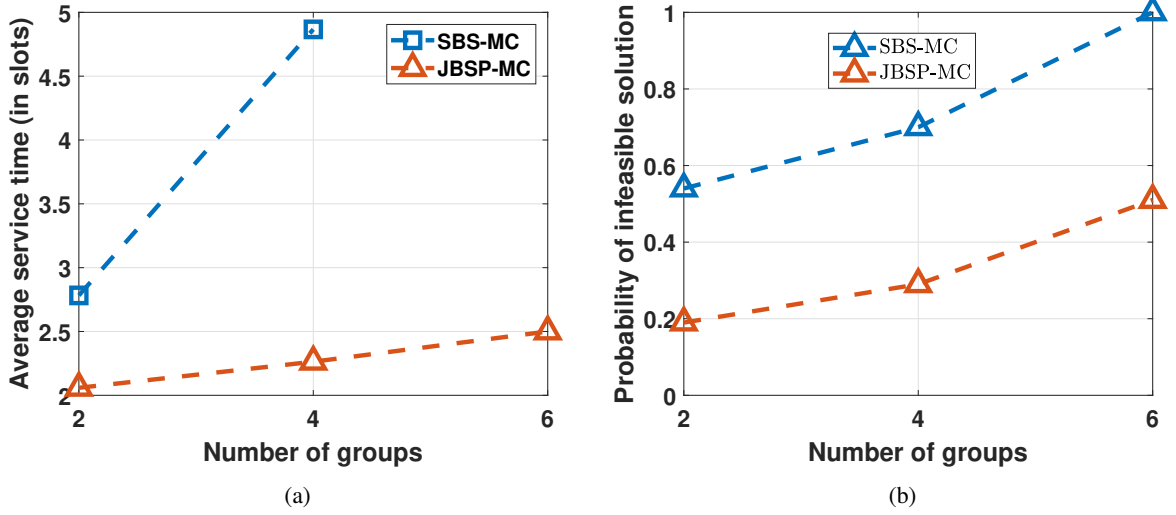 Average service time (in slots)
5
4.5
4
3.5
3
2.5
2
2
4
6
Number of groups
SBS-MC
JBSP-MC
(a)
Probability of infeasible solution
1
0.8
0.6
0.4
0.2
0
2
4
6
Number of groups
SBS-MC
JBSP-MC
(b)